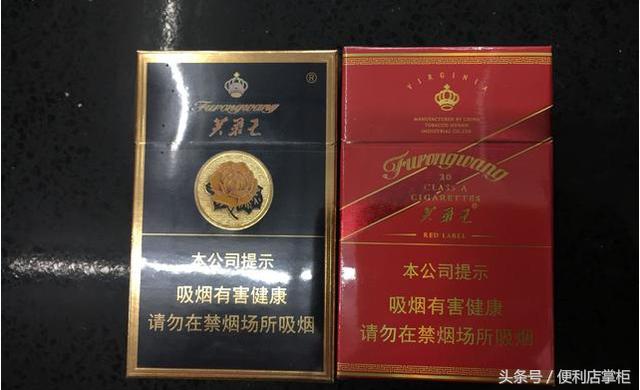 ®
Furongwang
芙蓉王
本公司提示
吸烟有害健康
请勿在禁烟场所吸烟
VIRGINIA
MANUFACTURED BY CHINA
TOBACCO HUNAN
INDUSTRIAL CO.,LTD
Furongwang
20
CLASS A
CIGARETTES
芙蓉王®
RED LABEL
本公司提示
吸烟有害健康
请勿在禁烟场所吸烟
头条号 / 便利店掌柜